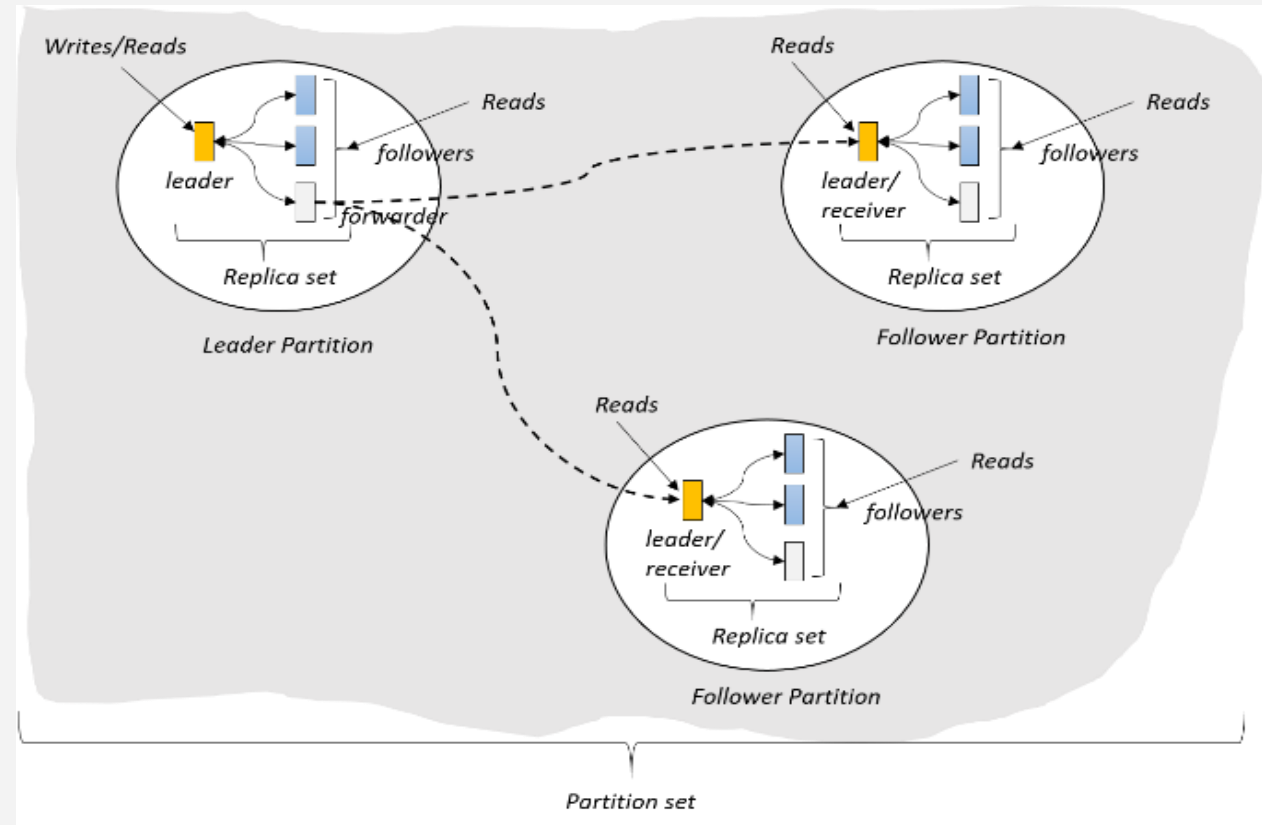 Writes/Reads
Reads
followers
leader
forwarder
Replica set
Leader Partition
Reads
Reads
followers
leader/
receiver
Replica set
Follower Partition
Reads
Reads
followers
leader/
receiver
Replica set
Follower Partition
Partition set